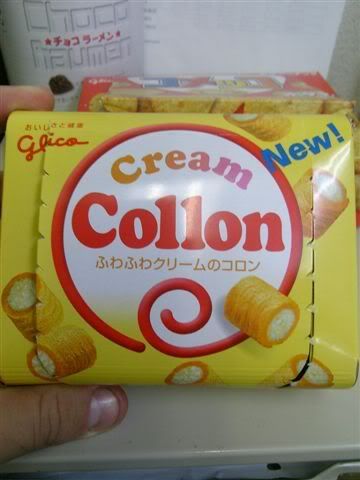 ★チョコラーメン★
おいしさと健康
Glico
Cream
New!
Collon
ふわふわクリームのコロン